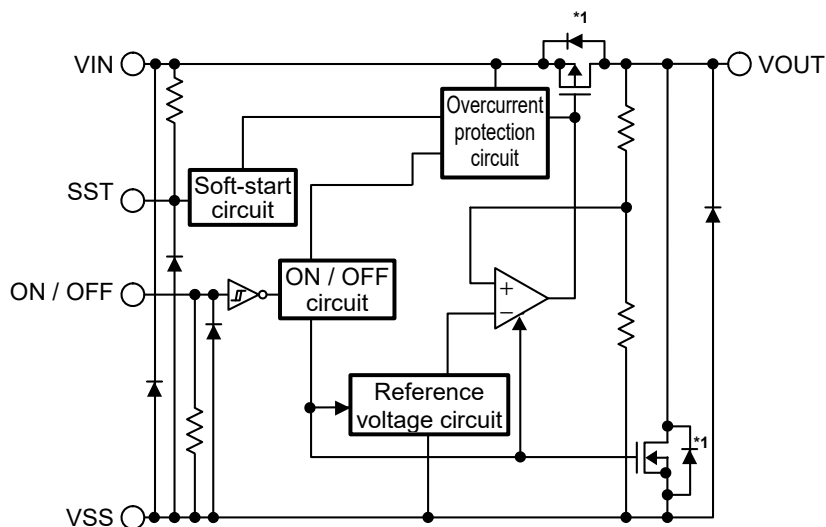 *1
VIN
VOUT
Overcurrent
protection
circuit
SST
Soft-start
circuit
ON / OFF
ON / OFF
circuit
+
−
Reference
voltage circuit
*1
VSS